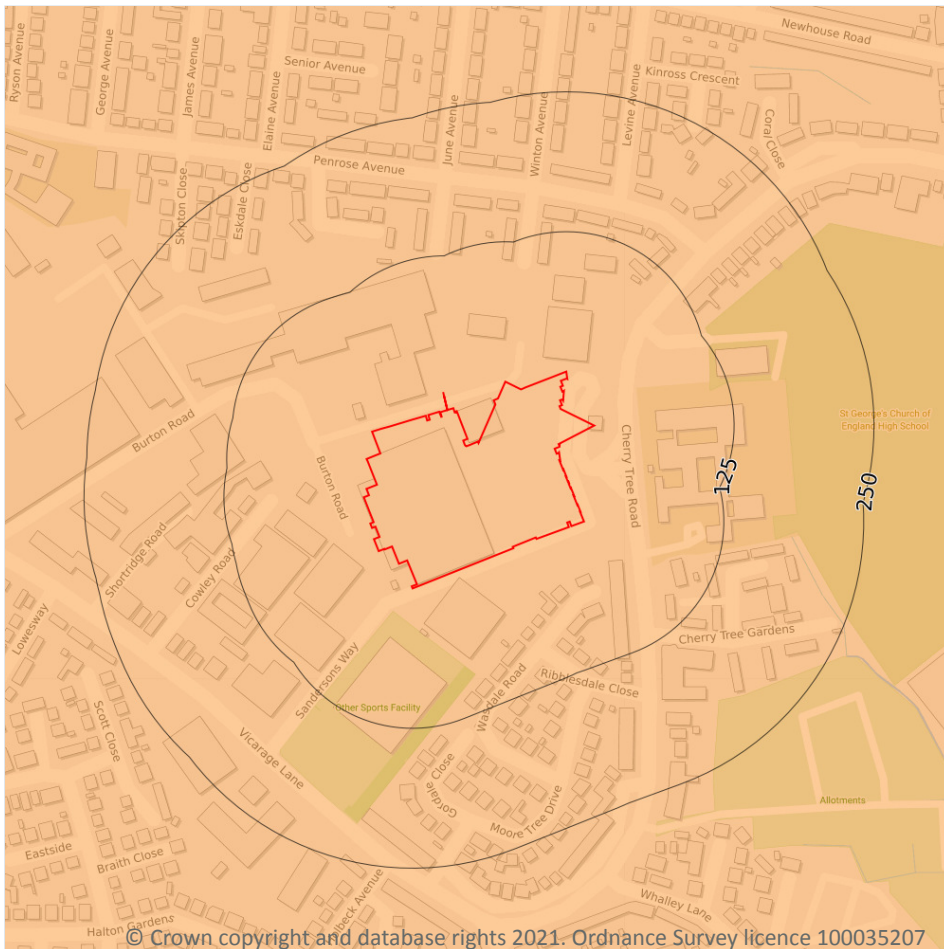 Newhouse Road
Ryson Avenue
George Avenue
James Avenue
Elaine Avenue
Senior Avenue
June Avenue
Winton Avenue
Levine Avenue
Kinross Crescent
Coral Close
Penrose Avenue
Skipton Close
Eskdale Close
Burton Road
Burton Road
Cherry Tree Road
St George's Church of
England High School
125
250
Shortridge Road
Cowley Road
Lowesway
Cherry Tree Gardens
Ribblesdale Close
Wasdale Road
Sandersons Way
Other Sports Facility
Scott Close
Vicarage Lane
Gordale Close
Moore Tree Drive
Allotments
Eastside
Braith Close
Whalley Lane
Halton Gardens
© Crown copyright and database rights 2021. Ordnance Survey licence 100035207